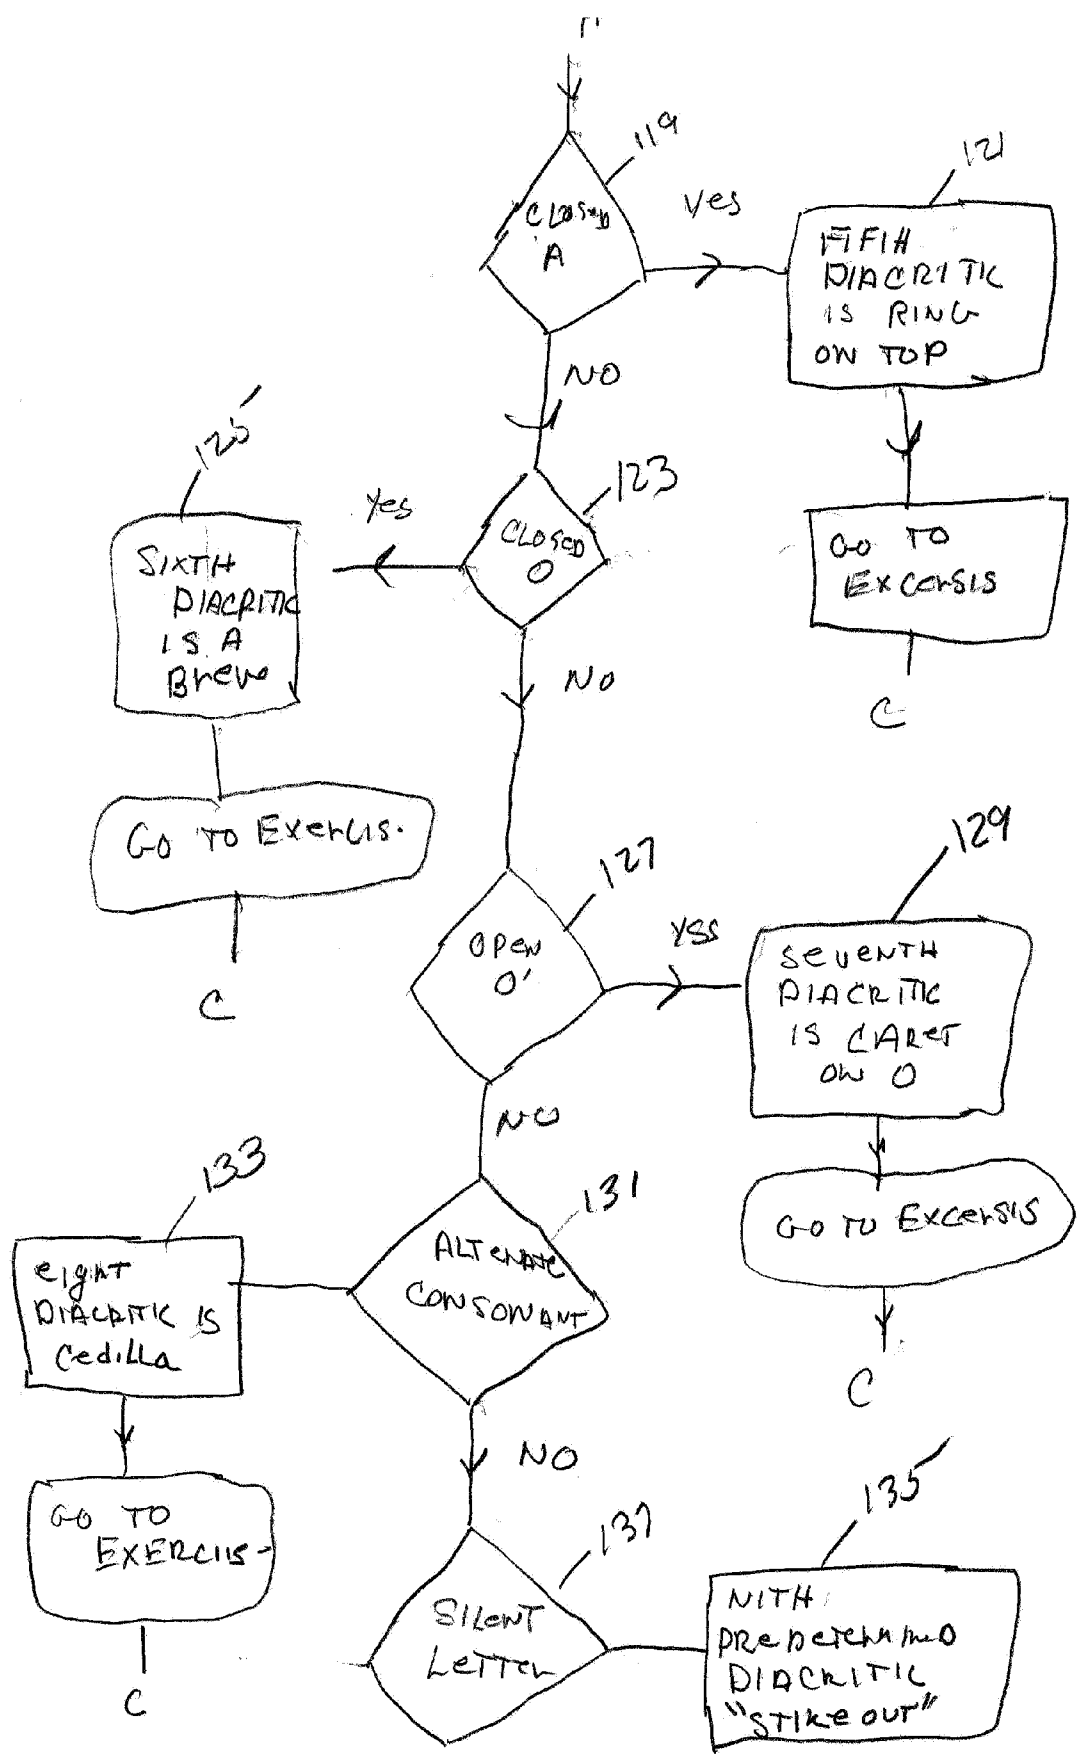 119
CLOSED
A
yes
121
FIFIH
DIACRITIC
IS RING
ON TOP
NO
125
yes
123
CLOSED
O
GO TO
EXCERSIS
SIXTH
DIACRITIC
IS A
Breve
NO
C
GO TO Exercis.
C
127
129
OPEN
O'
YSS
SEVENTH
DIACRITIC
IS CARET
ON O
NO
133
131
ALTERNATE
CONSONANT
GO TO EXCERSIS
eight
DIACRITIC IS
Cedilla
C
NO
135
GO TO
EXERCIIS-
137
SILENT
LETTER
NITH
PREDETERMINED
DIACRITIC
"STIKE OUT"
C